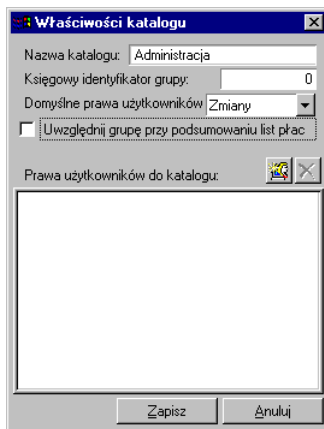 Właściwości katalogu
Nazwa katalogu: Administracja
Księgowy identyfikator grupy: 0
Domyślne prawa użytkowników Zmiany
Uwzględnij grupę przy podsumowaniu list płac
Prawa użytkowników do katalogu:
Zapisz Anuluj